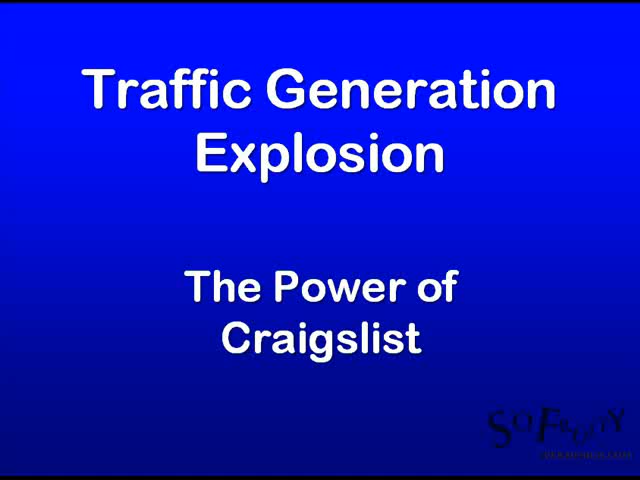 Traffic Generation
Explosion
The Power of
Craigslist